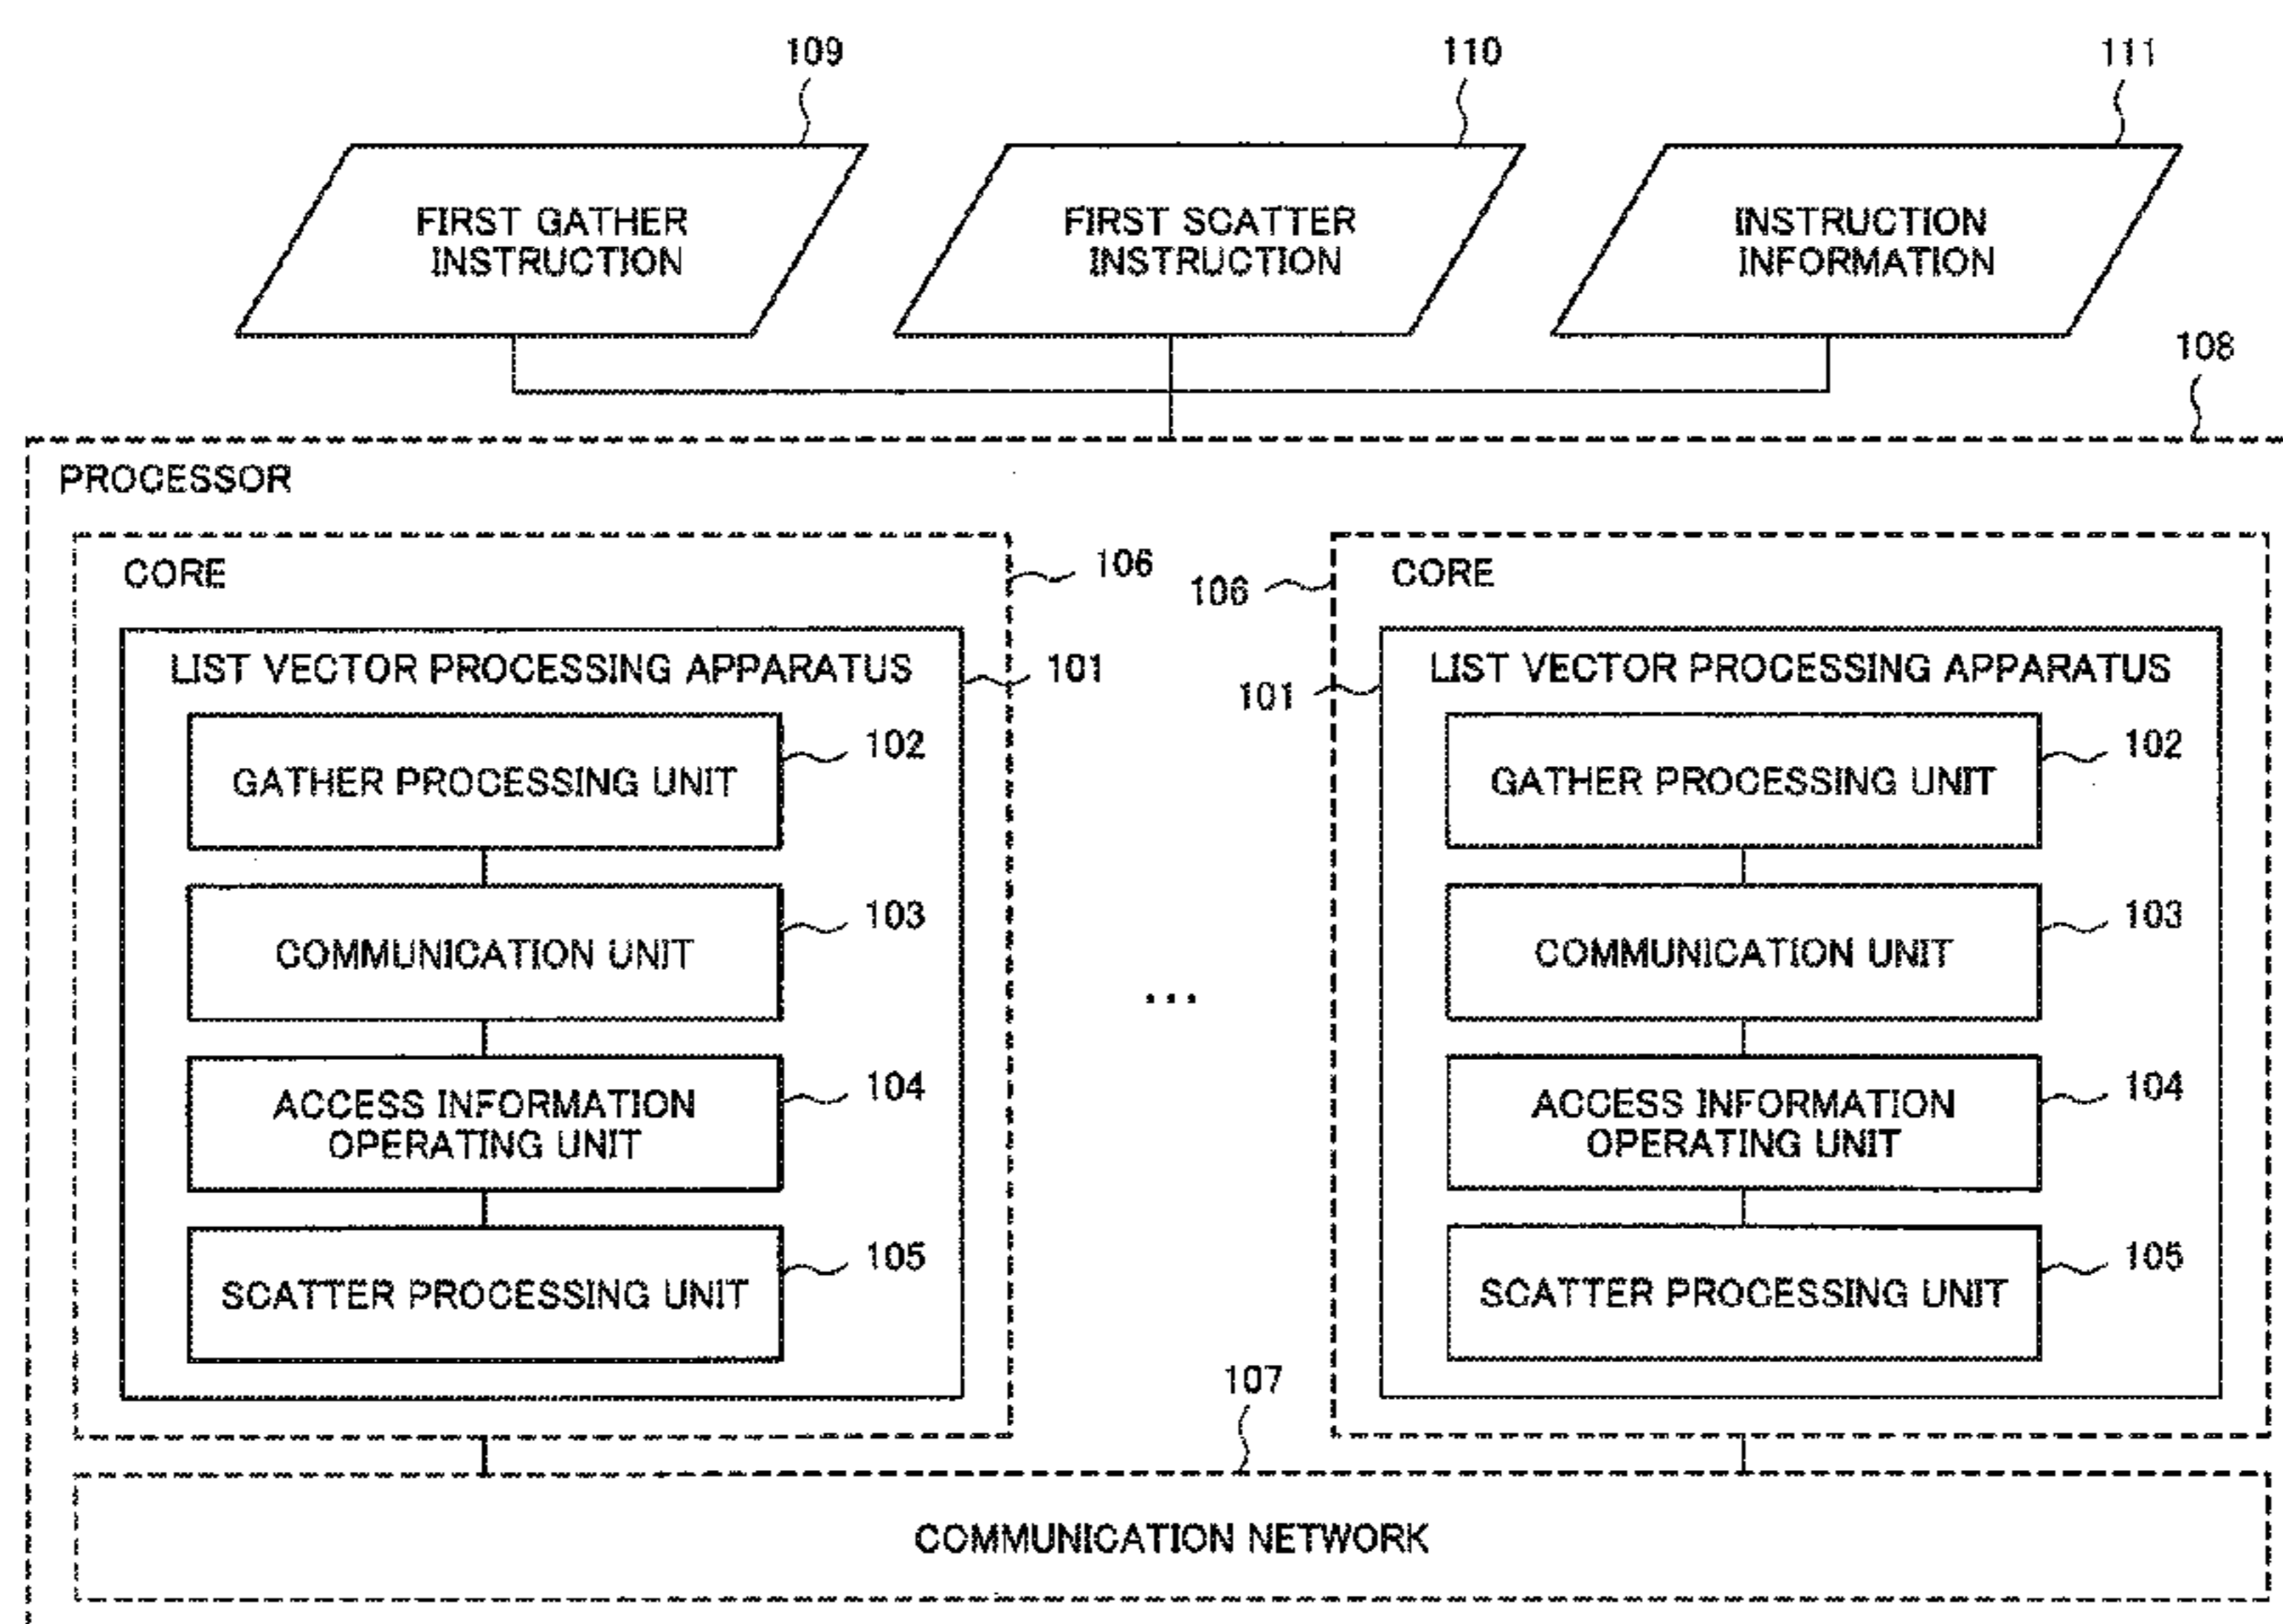 109
110
111
FIRST GATHER
INSTRUCTION
FIRST SCATTER
INSTRUCTION
INSTRUCTION
INFORMATION
108
PROCESSOR
CORE
106
LIST VECTOR PROCESSING APPARATUS
101
GATHER PROCESSING UNIT
102
COMMUNICATION UNIT
103
ACCESS INFORMATION
OPERATING UNIT
104
SCATTER PROCESSING UNIT
105
...
106
CORE
101
LIST VECTOR PROCESSING APPARATUS
GATHER PROCESSING UNIT
102
COMMUNICATION UNIT
103
ACCESS INFORMATION
OPERATING UNIT
104
SCATTER PROCESSING UNIT
105
107
COMMUNICATION NETWORK